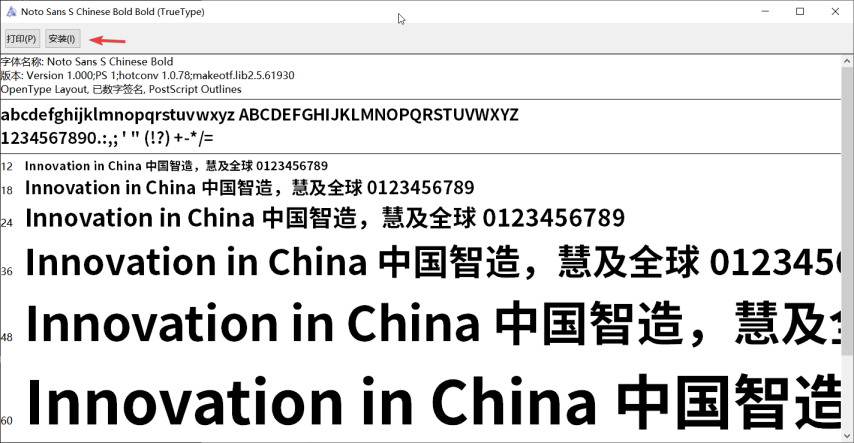 Noto Sans S Chinese Bold Bold (TrueType)
打印(P) 安装(I)
字体名称: Noto Sans S Chinese Bold
版本: Version 1.000;PS 1;hotconv 1.0.78;makeotf.lib2.5.61930
OpenType Layout, 已数字签名, PostScript Outlines
abcdefghijklmnopqrstuvwxyz ABCDEFGHIJKLMNOPQRSTUVWXYZ
1234567890.:,; ' " (!?) +-*/=
12 Innovation in China 中国智造，慧及全球 0123456789
18 Innovation in China 中国智造，慧及全球 0123456789
24 Innovation in China 中国智造，慧及全球 0123456789
36 Innovation in China 中国智造，慧及全球 0123456
48 Innovation in China 中国智造，慧及全
60 Innovation in China 中国智造